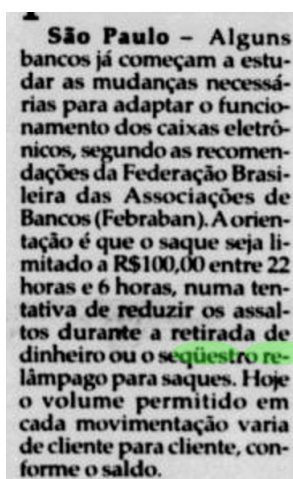 São Paulo – Alguns
bancos já começam a estu-
dar as mudanças necessá-
rias para adaptar o funcio-
namento dos caixas eletrô-
nicos, segundo as recomen-
dações da Federação Brasi-
leira das Associações de
Bancos (Febraban). A orien-
tação é que o saque seja li-
mitado a R$100,00 entre 22
horas e 6 horas, numa ten-
tativa de reduzir os assal-
tos durante a retirada de
dinheiro ou o seqüestro re-
lâmpago para saques. Hoje
o volume permitido em
cada movimentação varia
de cliente para cliente, con-
forme o saldo.